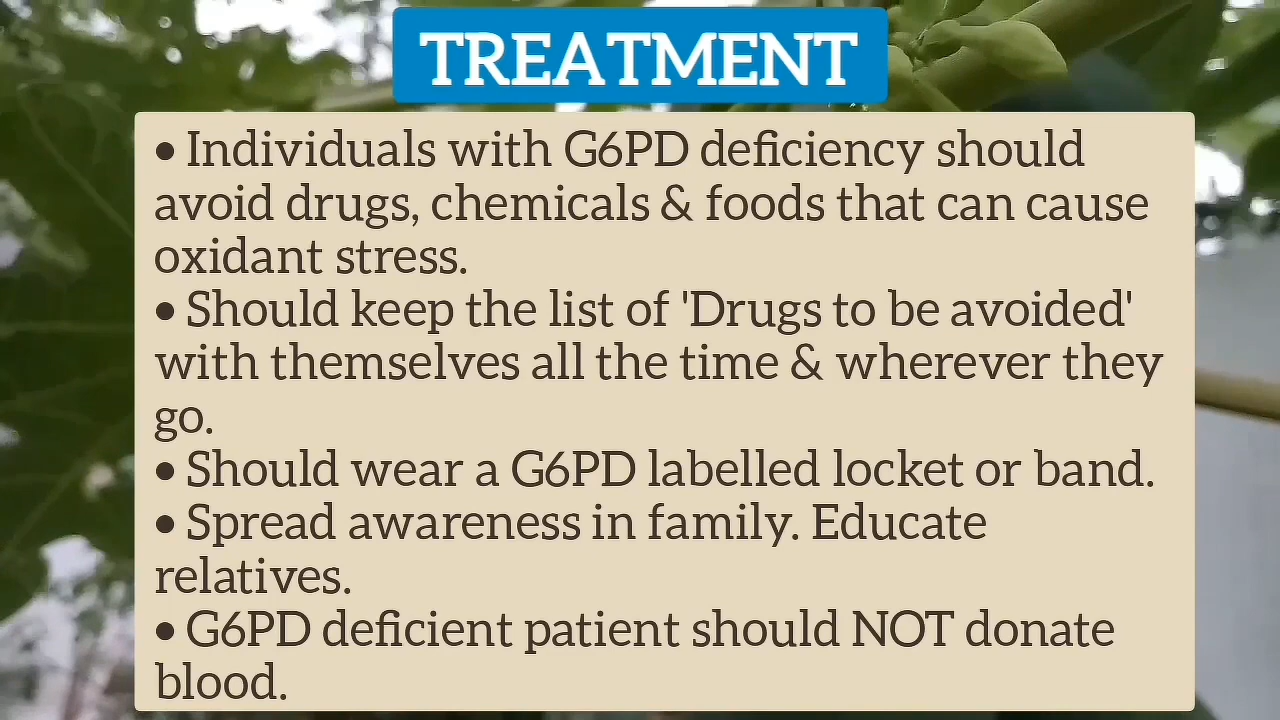 TREATMENT
• Individuals with G6PD deficiency should
avoid drugs, chemicals & foods that can cause
oxidant stress.
• Should keep the list of 'Drugs to be avoided'
with themselves all the time & wherever they
go.
• Should wear a G6PD labelled locket or band.
• Spread awareness in family. Educate
relatives.
• G6PD deficient patient should NOT donate
blood.